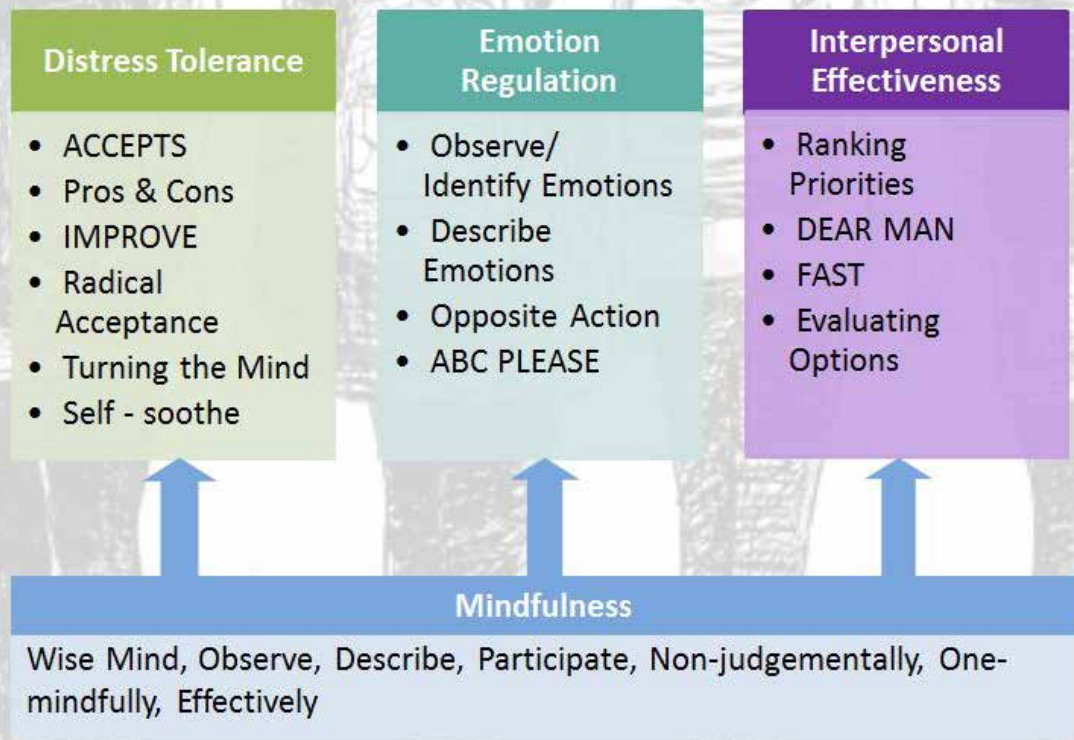 Distress Tolerance
• ACCEPTS
• Pros & Cons
• IMPROVE
• Radical
Acceptance
• Turning the Mind
• Self - soothe
Emotion
Regulation
• Observe/
Identify Emotions
• Describe
Emotions
• Opposite Action
• ABC PLEASE
Interpersonal
Effectiveness
• Ranking
Priorities
• DEAR MAN
• FAST
• Evaluating
Options
Mindfulness
Wise Mind, Observe, Describe, Participate, Non-judgementally, One-
mindfully, Effectively